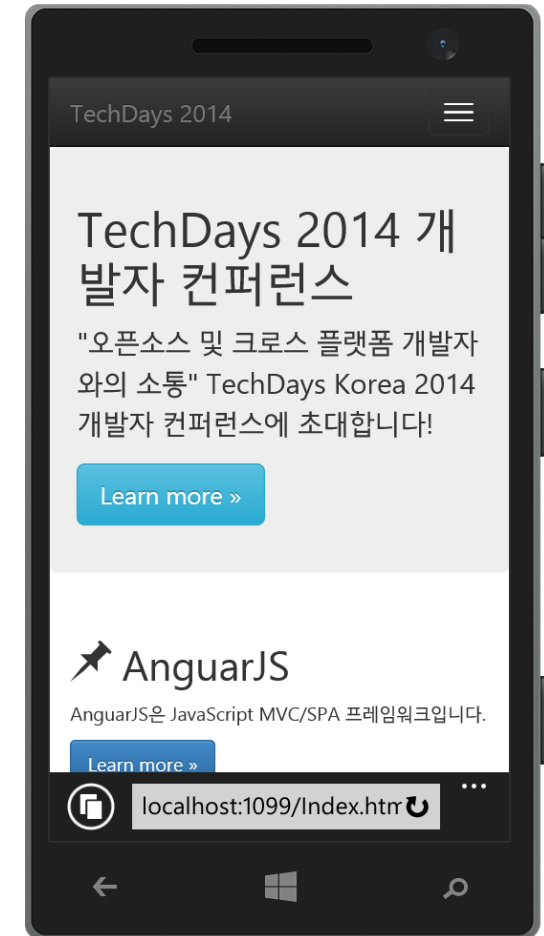 TechDays 2014
TechDays 2014 개
발자 컨퍼런스
"오픈소스 및 크로스 플랫폼 개발자
와의 소통" TechDays Korea 2014
개발자 컨퍼런스에 초대합니다!
Learn more »
AnguarJS
AnguarJS은 JavaScript MVC/SPA 프레임워크입니다.
Learn more »
localhost:1099/Index.htm